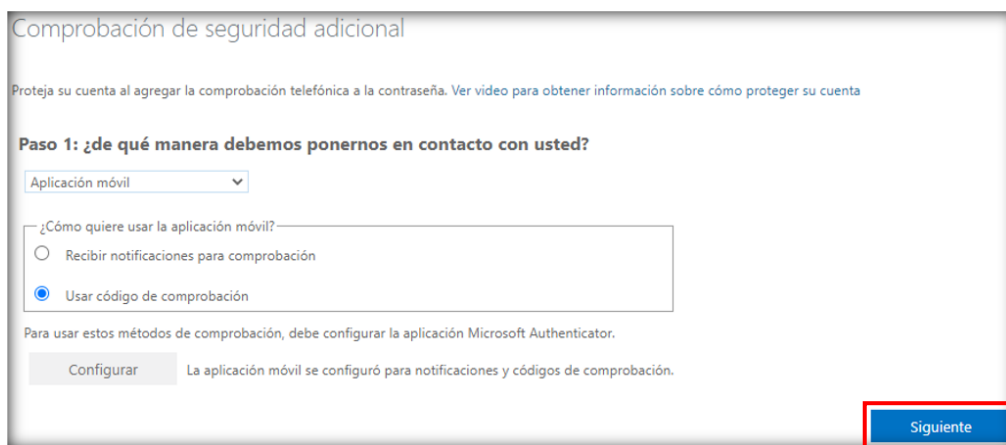 Comprobación de seguridad adicional
Proteja su cuenta al agregar la comprobación telefónica a la contraseña. Ver video para obtener información sobre cómo proteger su cuenta
Paso 1: ¿de qué manera debemos ponernos en contacto con usted?
Aplicación móvil
¿Cómo quiere usar la aplicación móvil?
Recibir notificaciones para comprobación
Usar código de comprobación
Para usar estos métodos de comprobación, debe configurar la aplicación Microsoft Authenticator.
Configurar La aplicación móvil se configuró para notificaciones y códigos de comprobación.
Siguiente